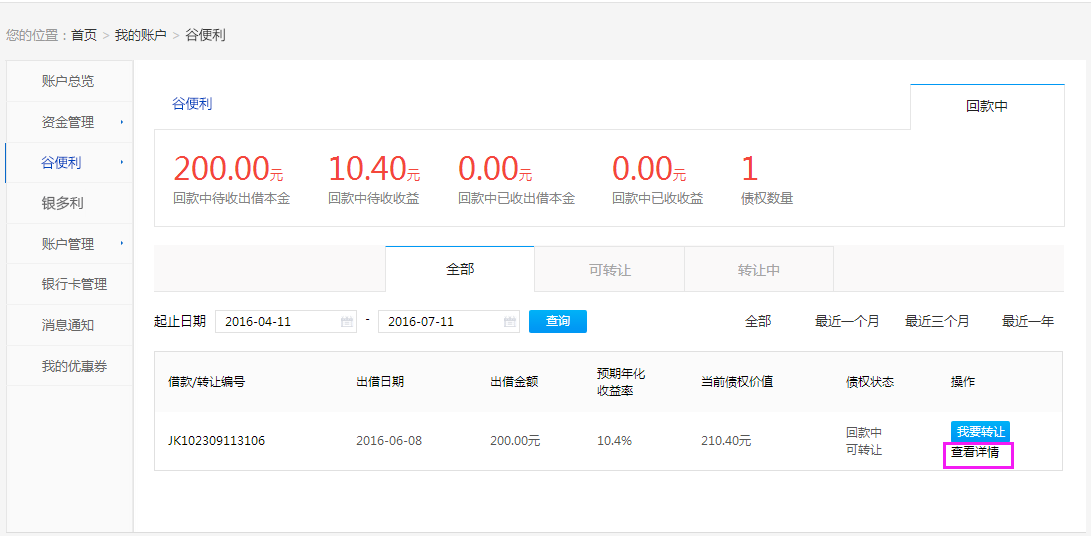 您的位置：首页 > 我的账户 > 谷便利
账户总览
资金管理
谷便利
银多利
账户管理
银行卡管理
消息通知
我的优惠券
谷便利
回款中
200.00元
回款中待收出借本金
10.40元
回款中待收收益
0.00元
回款中已收出借本金
0.00元
回款中已收收益
1
债权数量
全部
可转让
转让中
起止日期 2016-04-11 - 2016-07-11 查询 全部 最近一个月 最近三个月 最近一年
借款/转让编号 出借日期 出借金额 预期年化 当前债权价值 债权状态 操作
收益率
JK102309113106 2016-06-08 200.00元 10.4% 210.40元
回款中
可转让
我要转让
查看详情